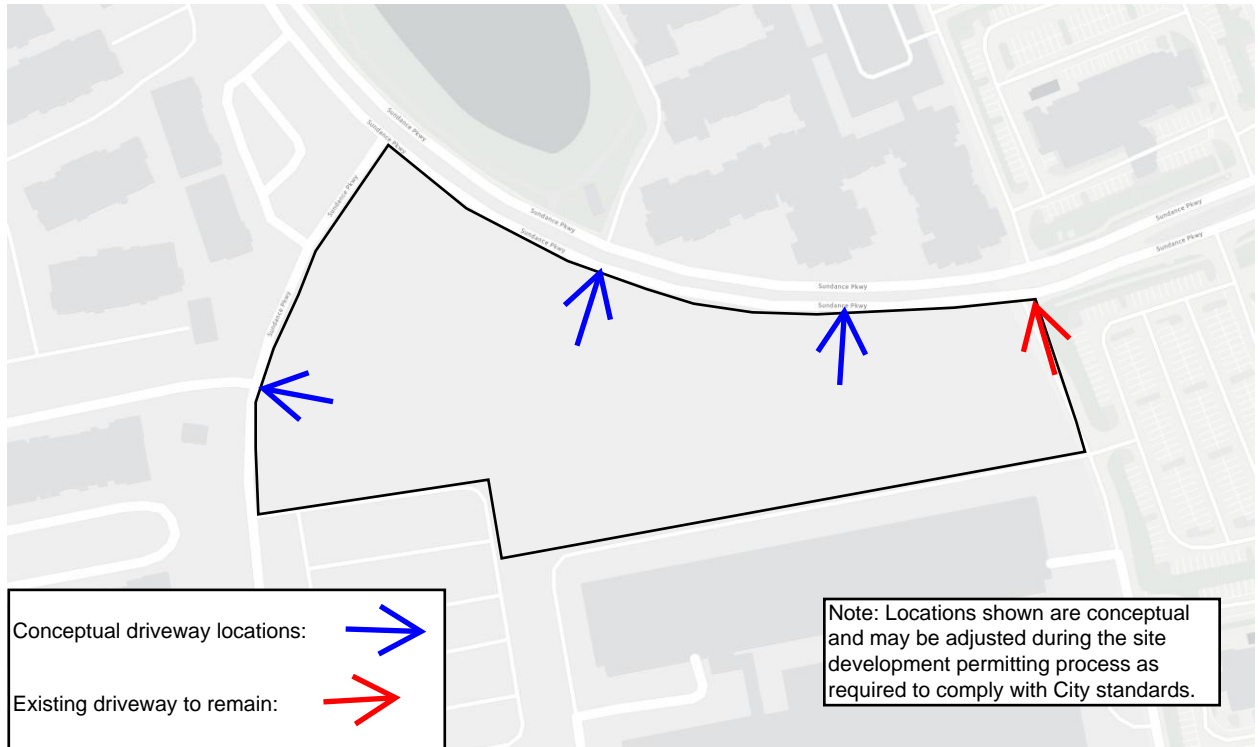 Sundance Pkwy
Sundance Pkwy
Sundance Pkwy
Sundance Pkwy
Sundance Pkwy
Sundance Pkwy
Sundance Pkwy
Sundance Pkwy
Sundance Pkwy
Sundance Pkwy
Conceptual driveway locations:
Existing driveway to remain:
Note: Locations shown are conceptual
and may be adjusted during the site
development permitting process as
required to comply with City standards.